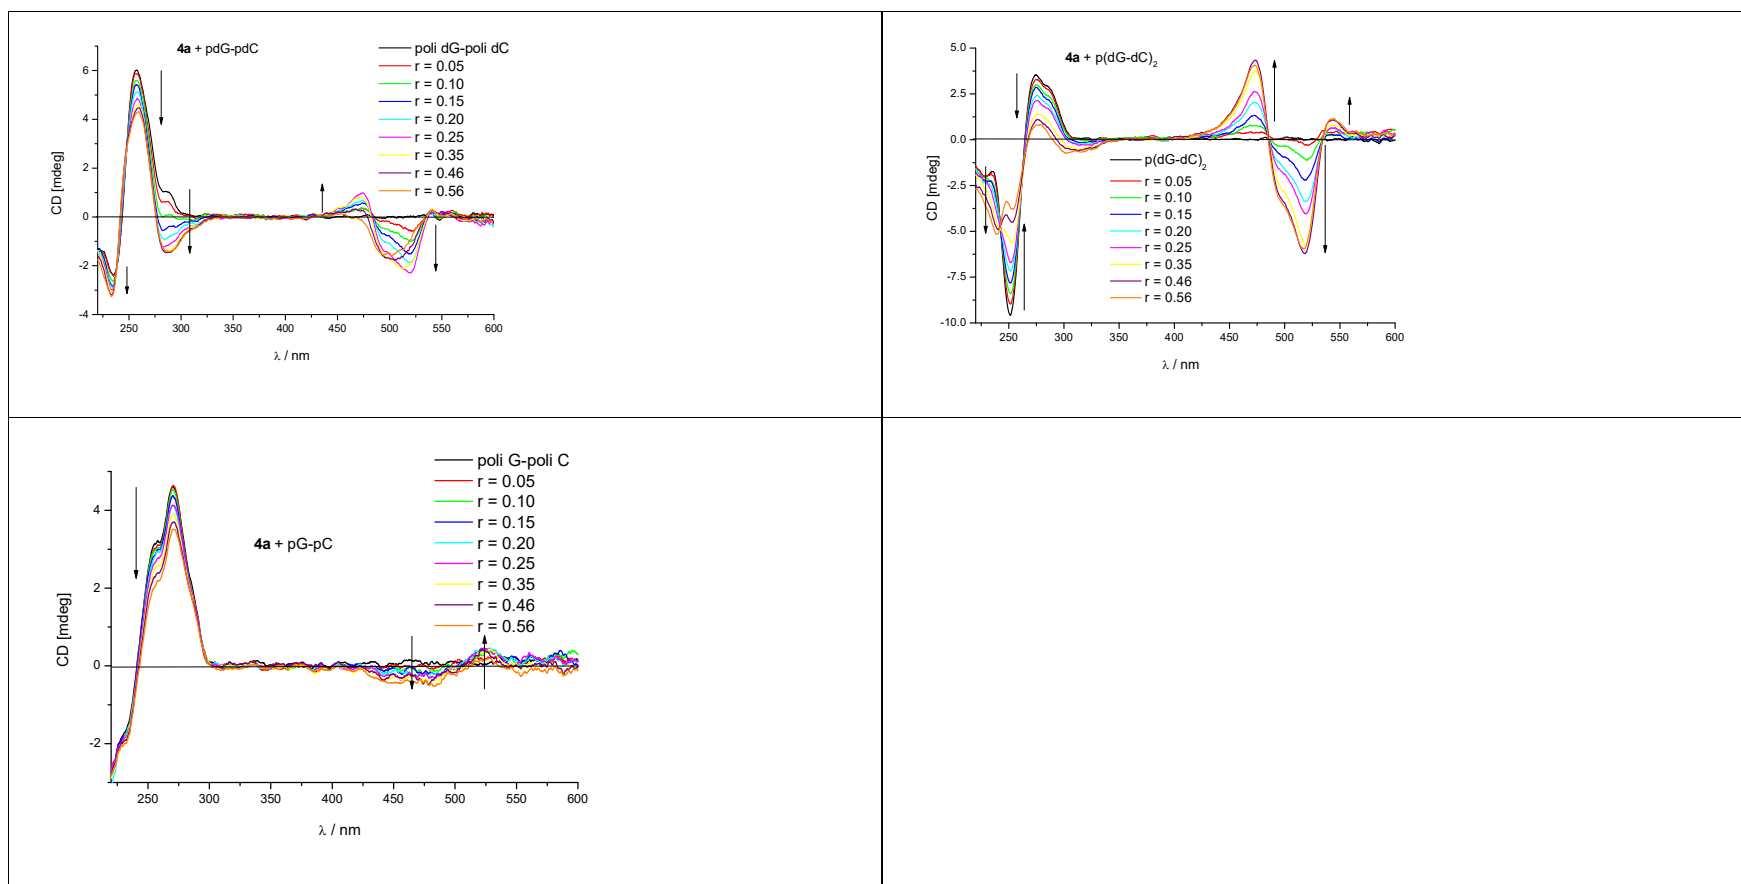 4a + pdG-pdC
poli dG-poli dC
r = 0.05
r = 0.10
r = 0.15
r = 0.20
r = 0.25
r = 0.35
r = 0.46
r = 0.56
CD [mdeg]
6
4
2
0
-2
-4
250 300 350 400 450 500 550 600
λ / nm
4a + p(dG-dC)₂
p(dG-dC)₂
r = 0.05
r = 0.10
r = 0.15
r = 0.20
r = 0.25
r = 0.35
r = 0.46
r = 0.56
CD [mdeg]
5.0
2.5
0.0
-2.5
-5.0
-7.5
-10.0
250 300 350 400 450 500 550 600
λ / nm
4a + pG-pC
poli G-poli C
r = 0.05
r = 0.10
r = 0.15
r = 0.20
r = 0.25
r = 0.35
r = 0.46
r = 0.56
CD [mdeg]
4
2
0
-2
250 300 350 400 450 500 550 600
λ / nm